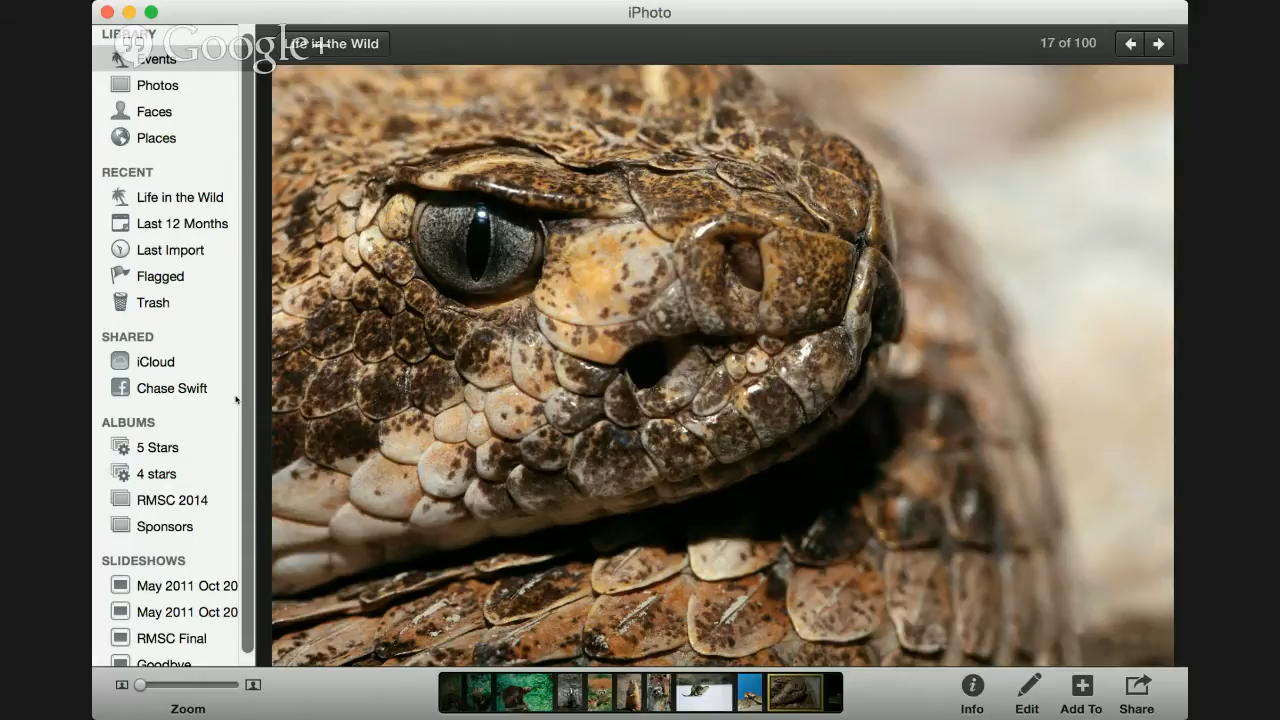 iPhoto
Google+
Life in the Wild
17 of 100
LIBRARY
Events
Photos
Faces
Places
RECENT
Life in the Wild
Last 12 Months
Last Import
Flagged
Trash
SHARED
iCloud
Chase Swift
ALBUMS
5 Stars
4 stars
RMSC 2014
Sponsors
SLIDESHOWS
May 2011 Oct 20
May 2011 Oct 20
RMSC Final
Goodbye
Zoom
Info
Edit
Add To
Share